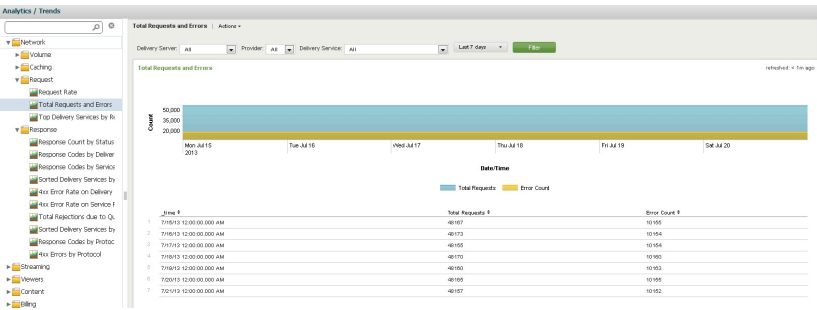 Analytics / Trends
Network
Volume
Caching
Request
Request Rate
Total Requests and Errors
Top Delivery Services by Re
Response
Response Count by Status
Response Codes by Deliver
Response Codes by Service
Sorted Delivery Services by
4xx Error Rate on Delivery
4xx Error Rate on Service F
Total Rejections due to Qu
Sorted Delivery Services by
Response Codes by Protoc
4xx Errors by Protocol
Streaming
Viewers
Content
Billing
Total Requests and Errors | Actions
Delivery Server: All Provider: All Delivery Service: All Last 7 days Filter
Total Requests and Errors refreshed: < 1m ago
Count
50,000
35,000
20,000
Mon Jul 15 Tue Jul 16 Wed Jul 17 Thu Jul 18 Fri Jul 19 Sat Jul 20
2013
Date/Time
Total Requests Error Count
_time Total Requests Error Count
1 7/15/13 12:00:00.000 AM 48167 10155
2 7/16/13 12:00:00.000 AM 48173 10164
3 7/17/13 12:00:00.000 AM 48165 10154
4 7/18/13 12:00:00.000 AM 48170 10160
5 7/19/13 12:00:00.000 AM 48160 10163
6 7/20/13 12:00:00.000 AM 48166 10165
7 7/21/13 12:00:00.000 AM 48157 10152